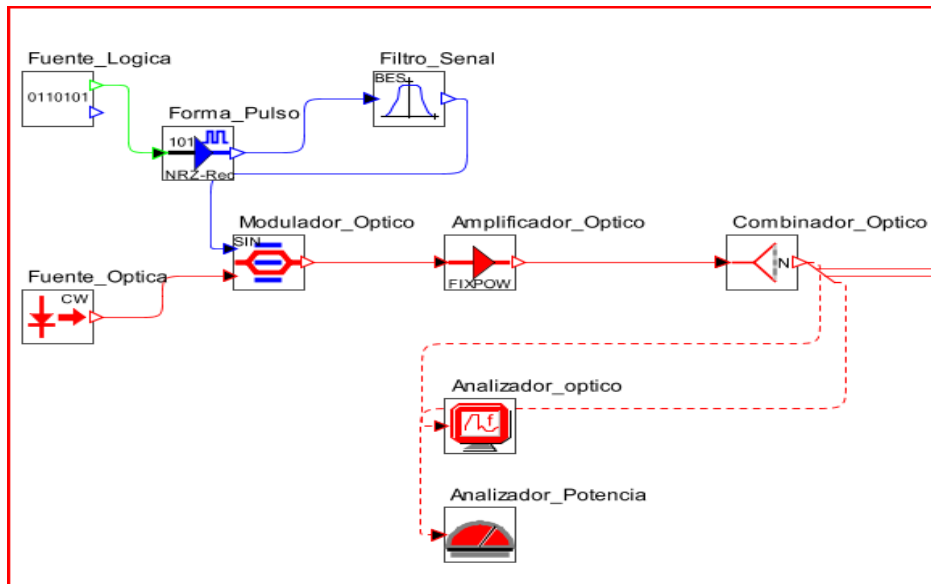 Fuente_Logica
0110101
Filtro_Senal
BES
Forma_Pulso
101
NRZ-Rec
Modulador_Optico
SIN
Amplificador_Optico
FIXPOW
Combinador_Optico
N
Fuente_Optica
CW
Analizador_optico
f
Analizador_Potencia